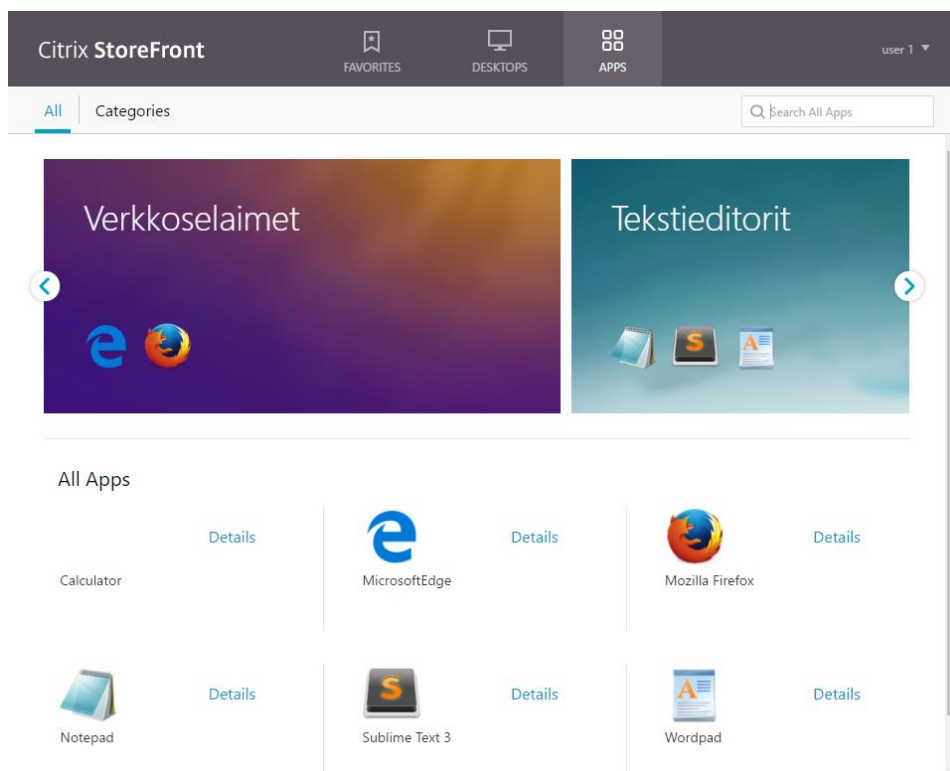 Citrix StoreFront
FAVORITES
DESKTOPS
APPS
user 1
All
Categories
Search All Apps
Verkkoselaimet
Tekstieditorit
All Apps
Details
Calculator
Details
MicrosoftEdge
Details
Mozilla Firefox
Details
Notepad
Details
Sublime Text 3
Details
Wordpad